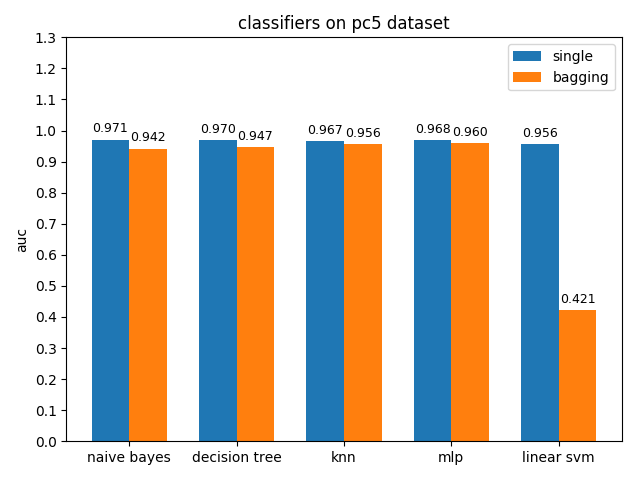 classifiers on pc5 dataset
1.3
1.2
1.1
1.0
0.9
0.8
0.7
0.6
0.5
0.4
0.3
0.2
0.1
0.0
auc
single
bagging
0.971
0.942
0.970
0.947
0.967
0.956
0.968
0.960
0.956
0.421
naive bayes
decision tree
knn
mlp
linear svm